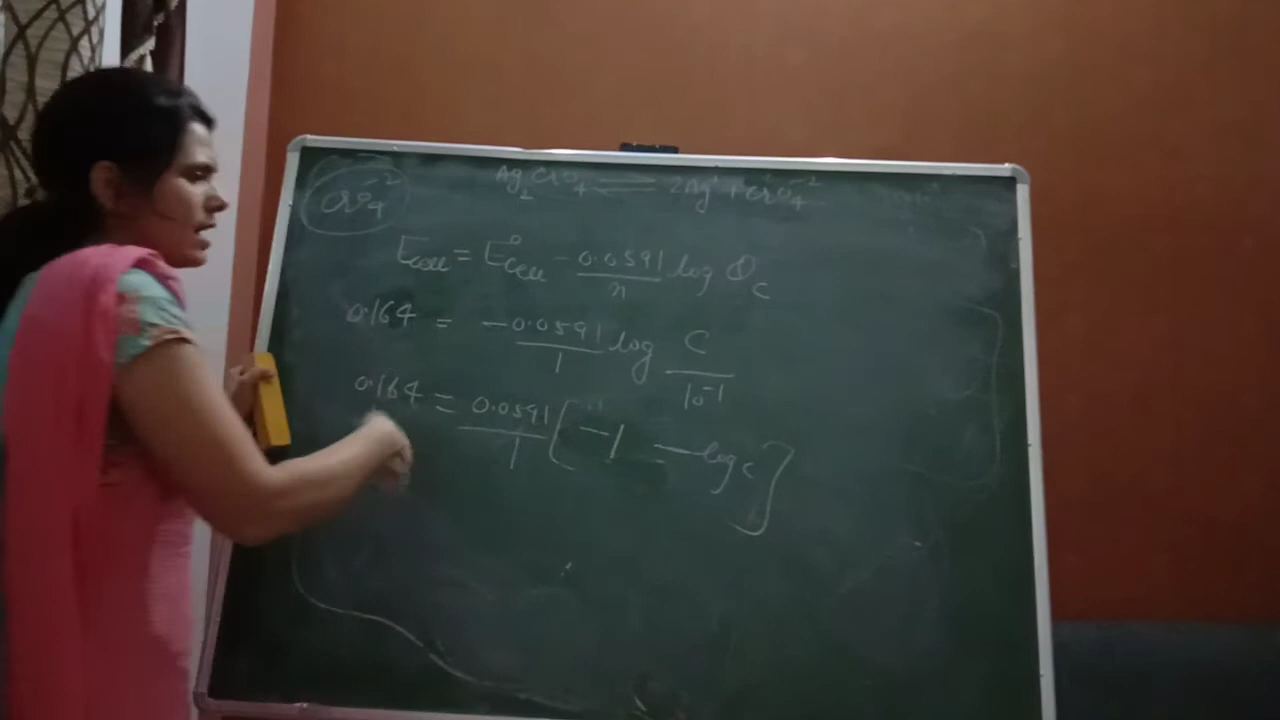 CrO₄⁻²
Ag₂CrO₄ ⇌ 2Ag⁺ + CrO₄⁻²
Ecell = E°cell - 0.0591/n log Qc
0.164 = -0.0591/1 log C/10⁻¹
0.164 = 0.0591/1 [-1 - log c]